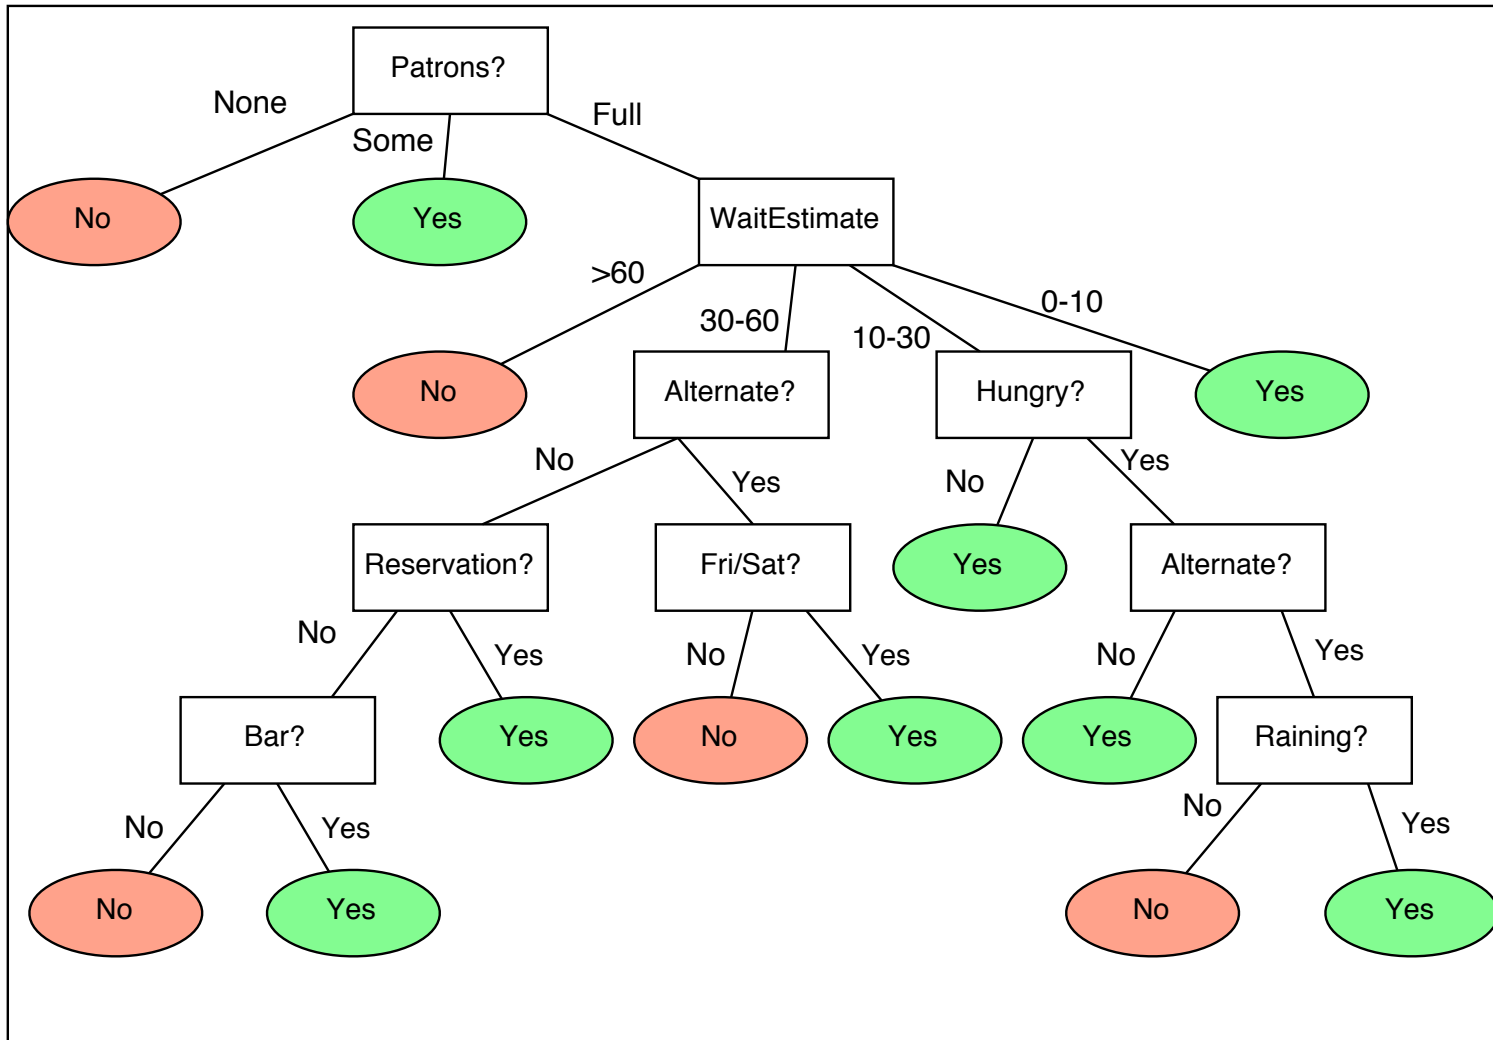 Patrons?
None
Some
Full
No
Yes
WaitEstimate
>60
30-60
10-30
0-10
No
Alternate?
Hungry?
Yes
No
Yes
No
Yes
Reservation?
Fri/Sat?
Yes
Alternate?
No
Yes
No
Yes
No
Yes
Bar?
Yes
No
Yes
Yes
Raining?
No
Yes
No
Yes
No
Yes
No
Yes